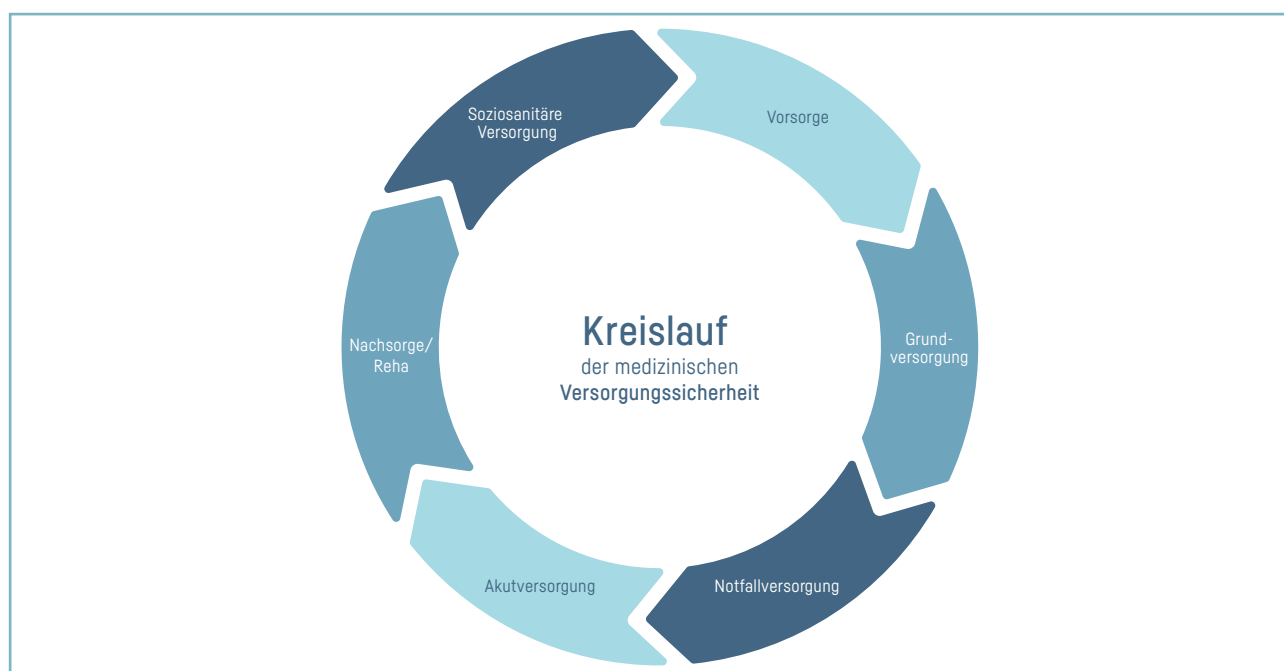 Kreislauf
der medizinischen
Versorgungssicherheit
Vorsorge
Grund-
versorgung
Notfallversorgung
Akutversorgung
Nachsorge/
Reha
Soziosanitäre
Versorgung